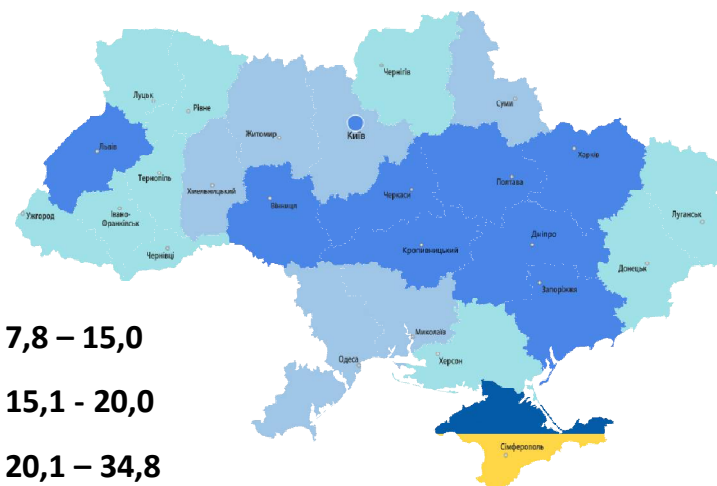 Чернігів
Луцьк
Суми
Рівне
Київ
Житомир
Львів
Харків
Тернопіль
Полтава
Хмельницький
Черкаси
Вінниця
Ужгород
Івано-
Франківськ
Луганськ
Дніпро
Чернівці
Кропівницький
Донецьк
Запоріжжя
7,8 – 15,0
Миколаїв
Одеса
Херсон
15,1 - 20,0
Сімферополь
20,1 – 34,8